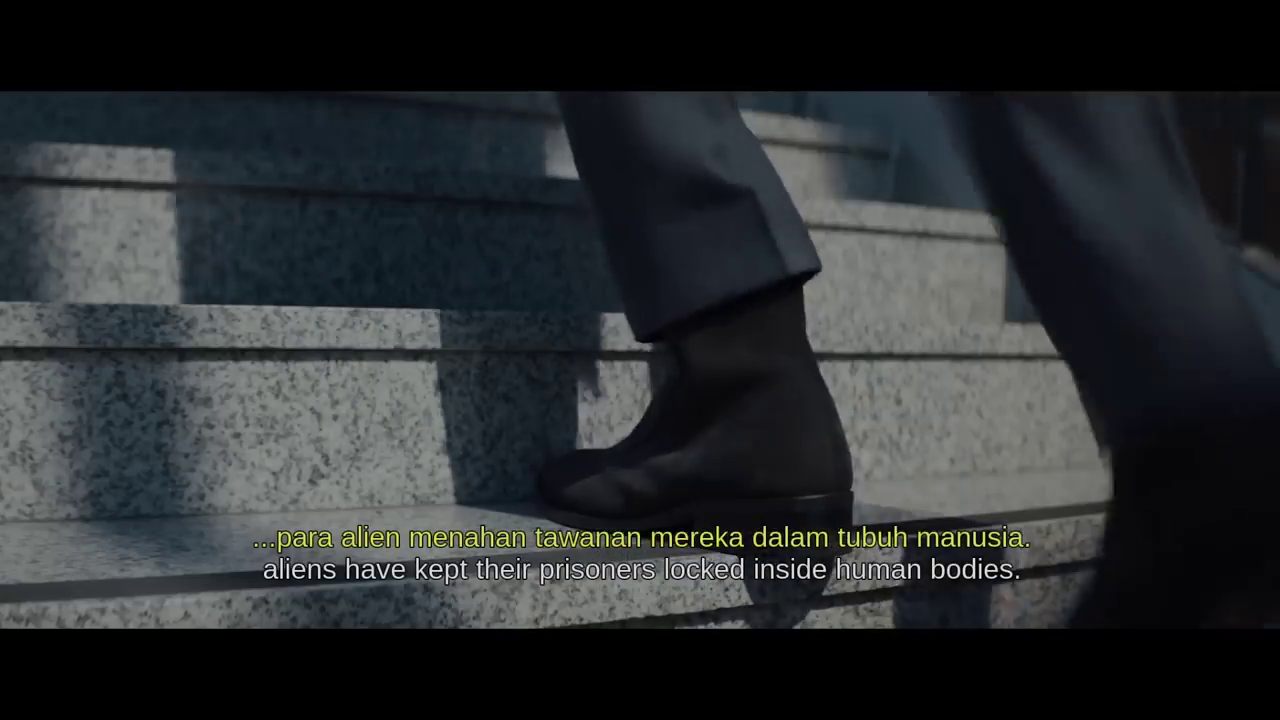 ...para alien menahan tawanan mereka dalam tubuh manusia.
aliens have kept their prisoners locked inside human bodies.